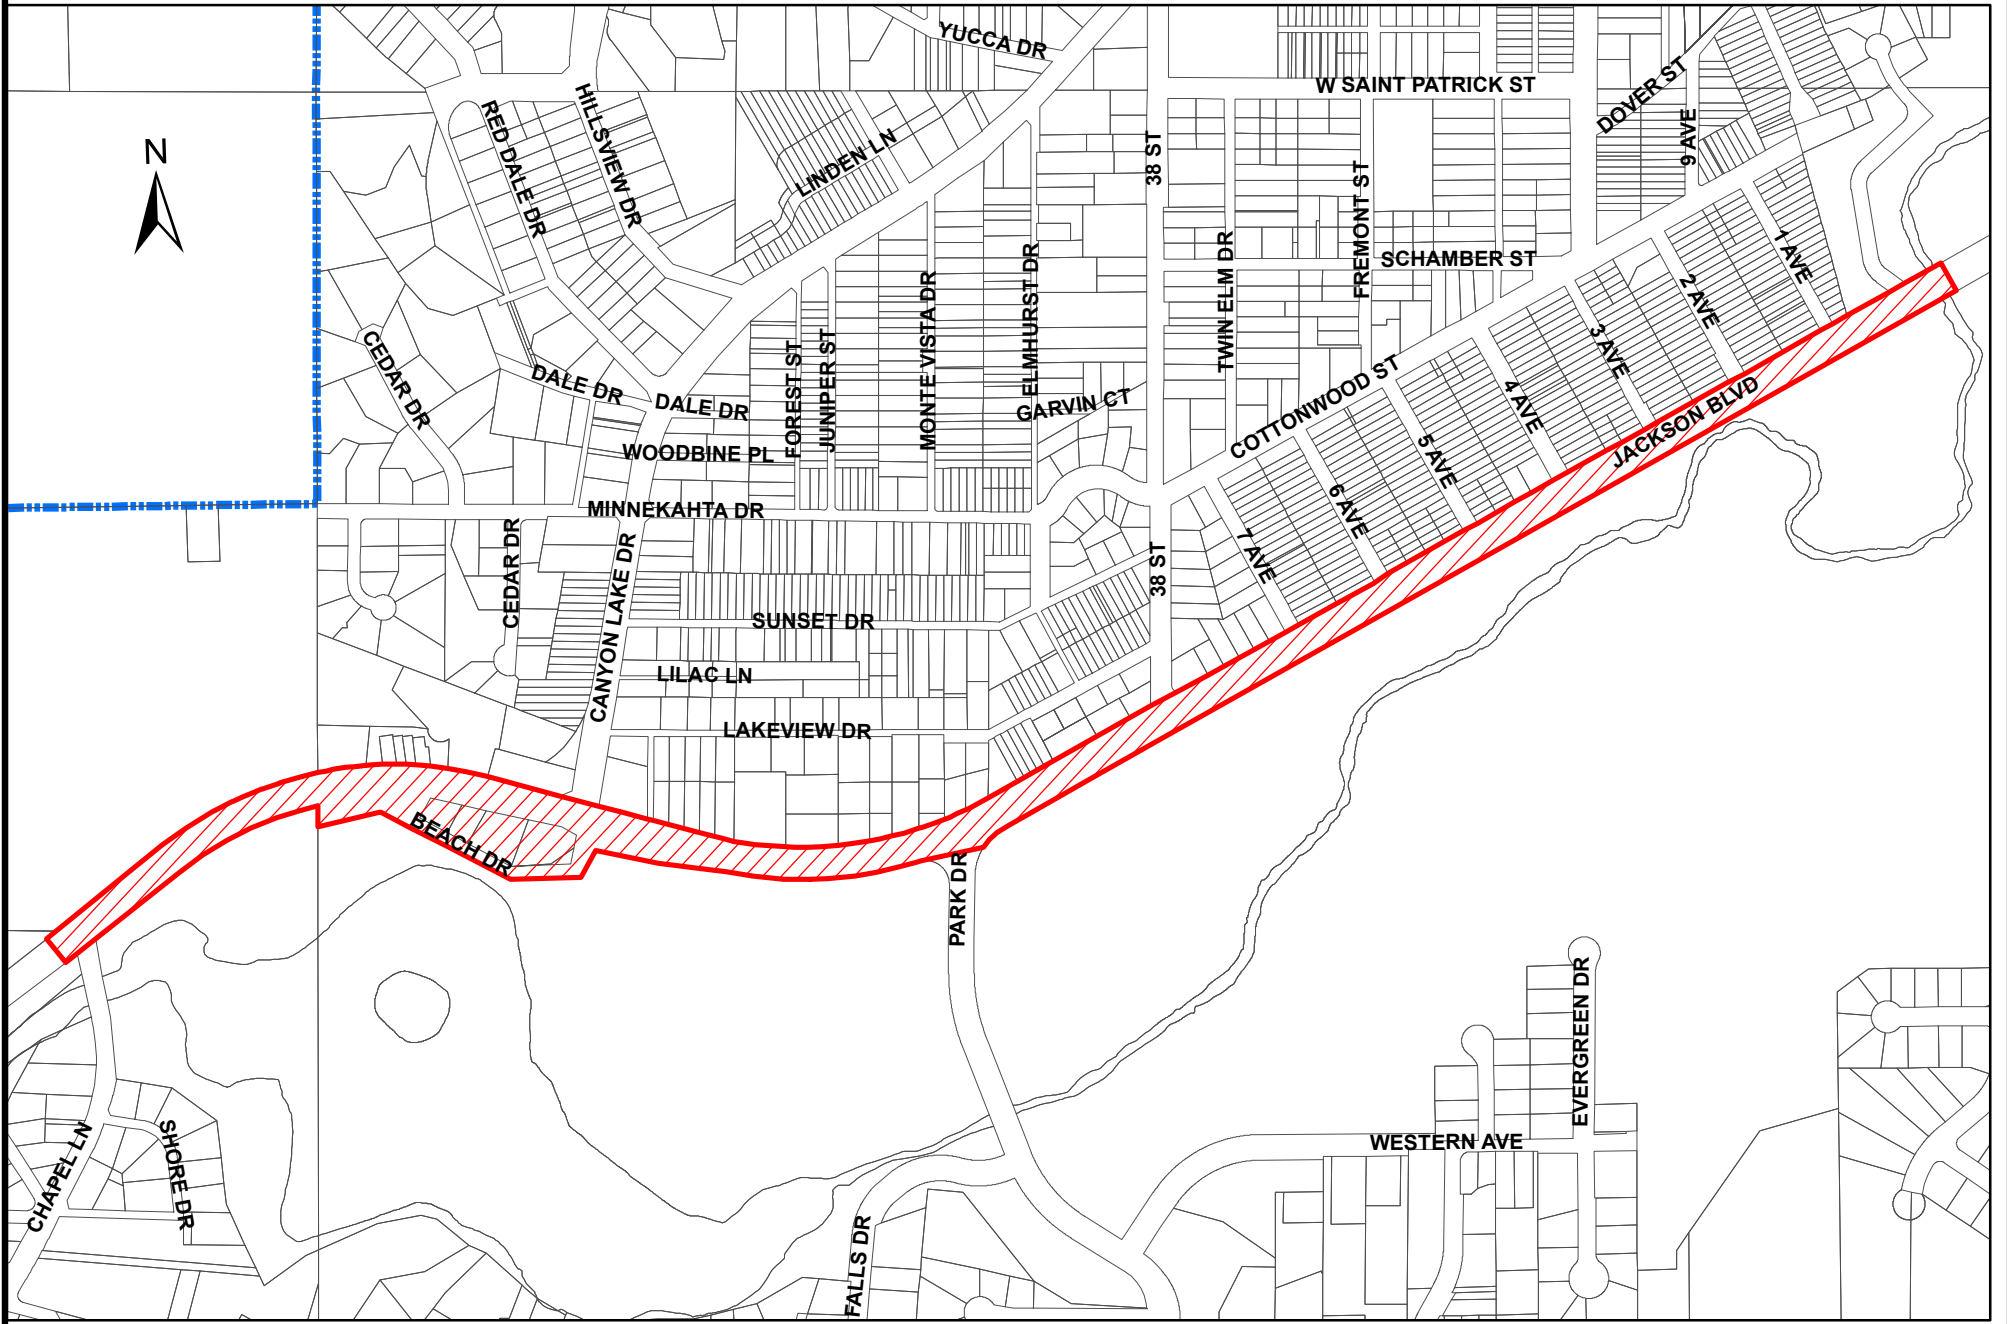 YUCCA DR
W SAINT PATRICK ST
DOVER ST
9 AVE
N
RED DALE DR
HILLSVIEW DR
LINDEN LN
38 ST
FREMONT ST
SCHAMBER ST
TWIN ELM DR
1 AVE
2 AVE
3 AVE
4 AVE
5 AVE
6 AVE
7 AVE
CEDAR DR
DALE DR
DALE DR
FOREST ST
JUNIPER ST
MONTE VISTA DR
ELMHURST DR
GARVIN CT
COTTONWOOD ST
JACKSON BLVD
WOODBINE PL
MINNEKAHTA DR
CEDAR DR
CANYON LAKE DR
38 ST
SUNSET DR
LILAC LN
LAKEVIEW DR
BEACH DR
PARK DR
EVERGREEN DR
WESTERN AVE
CHAPEL LN
SHORE DR
FALLS DR